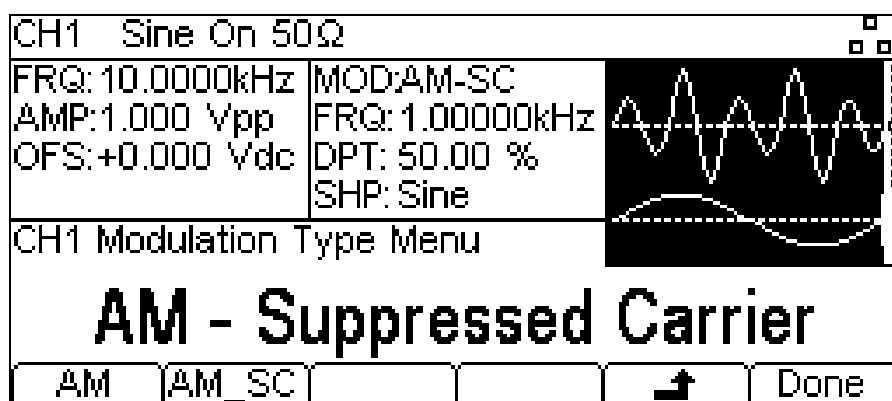 CH1 Sine On 50Ω
FRQ: 10.0000kHz
AMP:1.000 Vpp
OFS:+0.000 Vdc
MOD:AM-SC
FRQ: 1.00000kHz
DPT: 50.00 %
SHP: Sine
CH1 Modulation Type Menu
AM - Suppressed Carrier
AM AM_SC Done